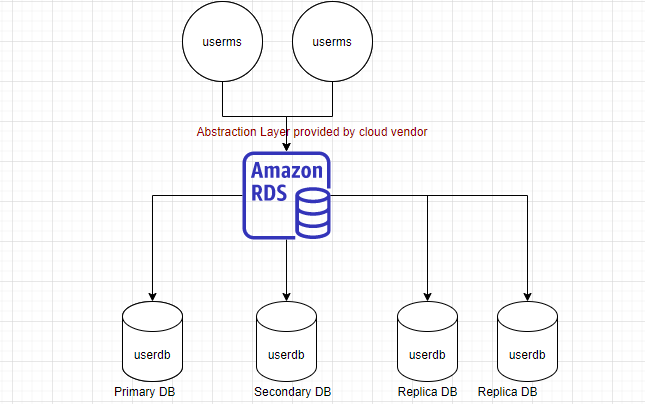 userms userms
Abstraction Layer provided by cloud vendor
Amazon
RDS
userdb userdb userdb userdb
Primary DB Secondary DB Replica DB Replica DB